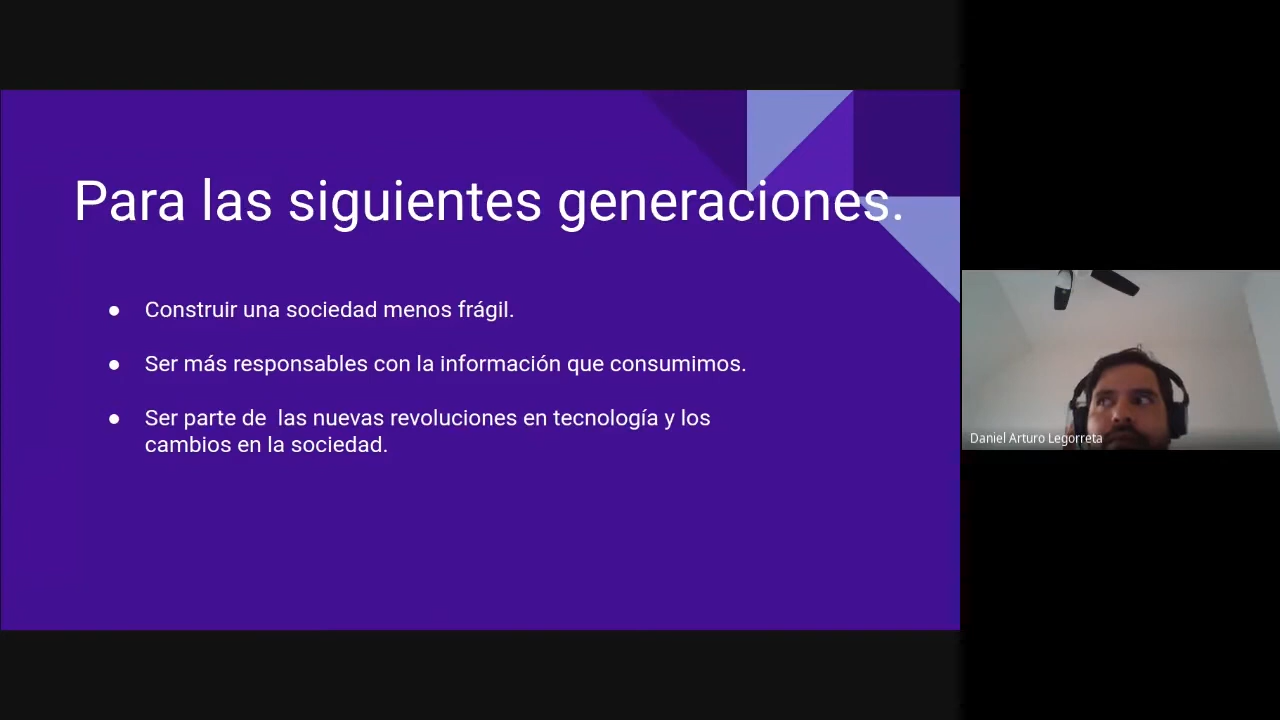 Para las siguientes generaciones.
● Construir una sociedad menos frágil.
● Ser más responsables con la información que consumimos.
● Ser parte de  las nuevas revoluciones en tecnología y los
cambios en la sociedad.
Daniel Arturo Legorreta